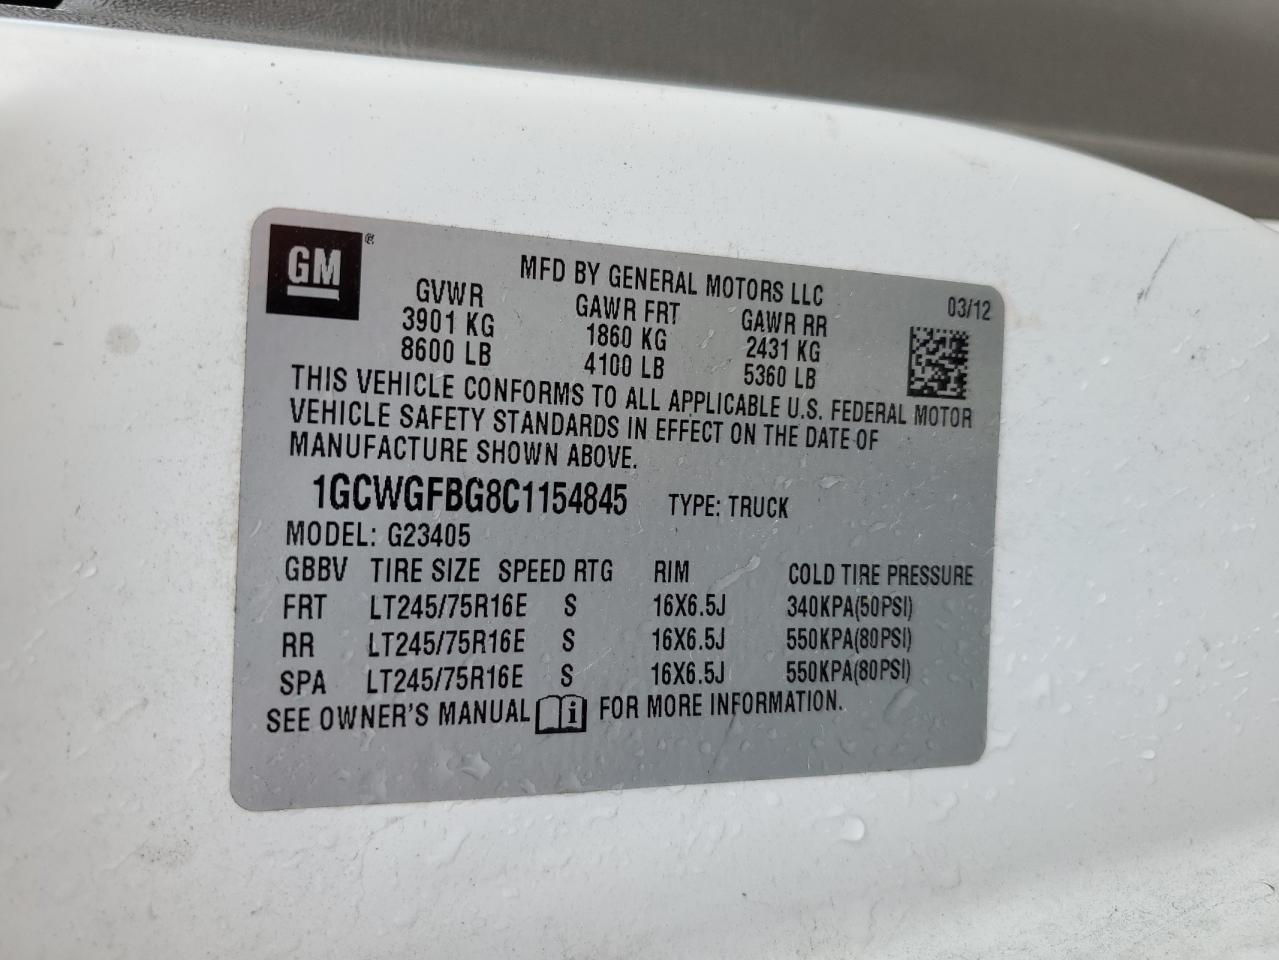 GM®
MFD BY GENERAL MOTORS LLC
03/12
GVWR GAWR FRT GAWR RR
3901 KG 1860 KG 2431 KG
8600 LB 4100 LB 5360 LB
THIS VEHICLE CONFORMS TO ALL APPLICABLE U.S. FEDERAL MOTOR
VEHICLE SAFETY STANDARDS IN EFFECT ON THE DATE OF
MANUFACTURE SHOWN ABOVE.
1GCWGFBG8C1154845 TYPE: TRUCK
MODEL: G23405
GBBV TIRE SIZE SPEED RTG RIM COLD TIRE PRESSURE
FRT LT245/75R16E S 16X6.5J 340KPA(50PSI)
RR LT245/75R16E S 16X6.5J 550KPA(80PSI)
SPA LT245/75R16E S 16X6.5J 550KPA(80PSI)
SEE OWNER'S MANUAL i FOR MORE INFORMATION.